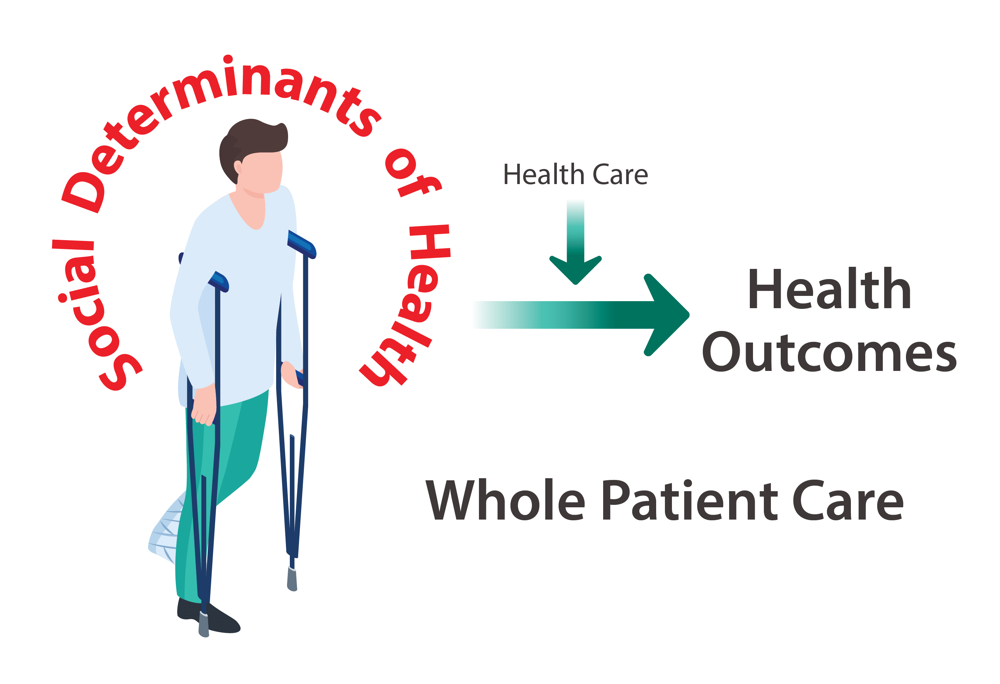 Social Determinants of Health
Health Care
Health
Outcomes
Whole Patient Care